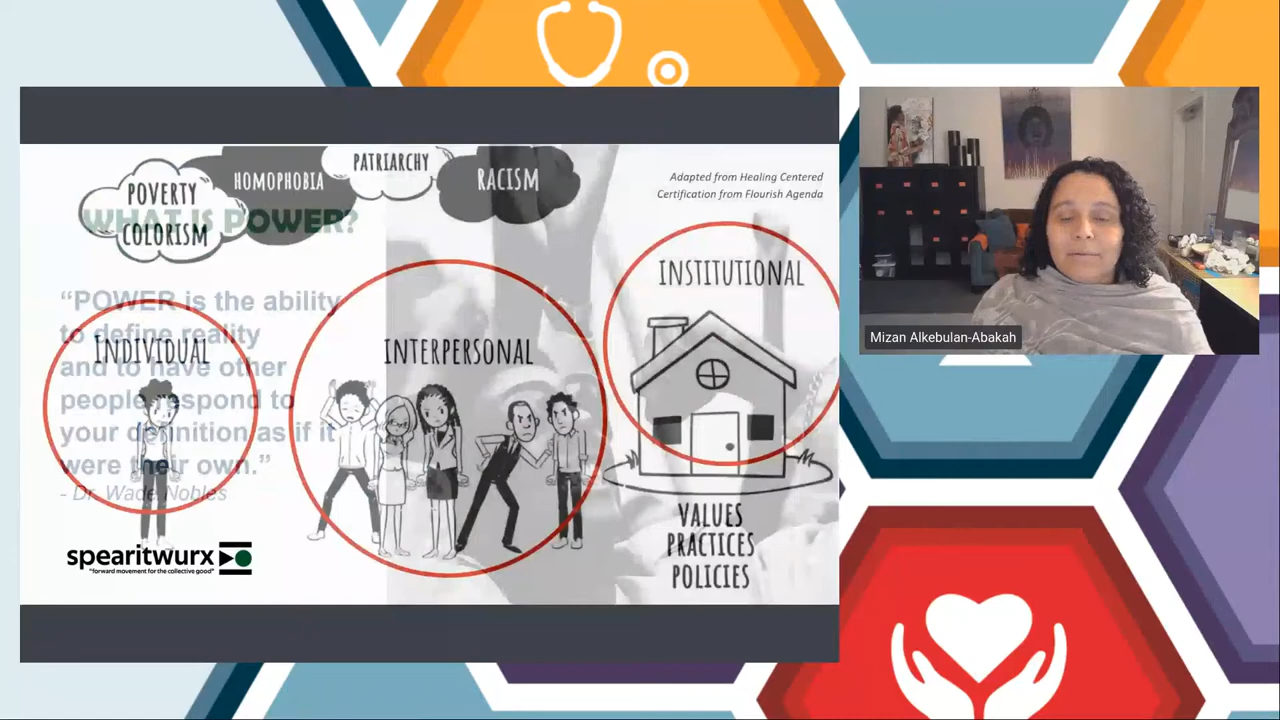 POVERTY
COLORISM
HOMOPHOBIA
PATRIARCHY
RACISM
Adapted from Healing Centered
Certification from Flourish Agenda
WHAT IS POWER?
“POWER is the ability
to define reality
and to have other
people respond to
your definition as if it
were their own.”
- Dr. Wade Nobles
INDIVIDUAL
INTERPERSONAL
INSTITUTIONAL
VALUES
PRACTICES
POLICIES
spearitwurx
"forward movement for the collective good"
Mizan Alkebulan-Abakah